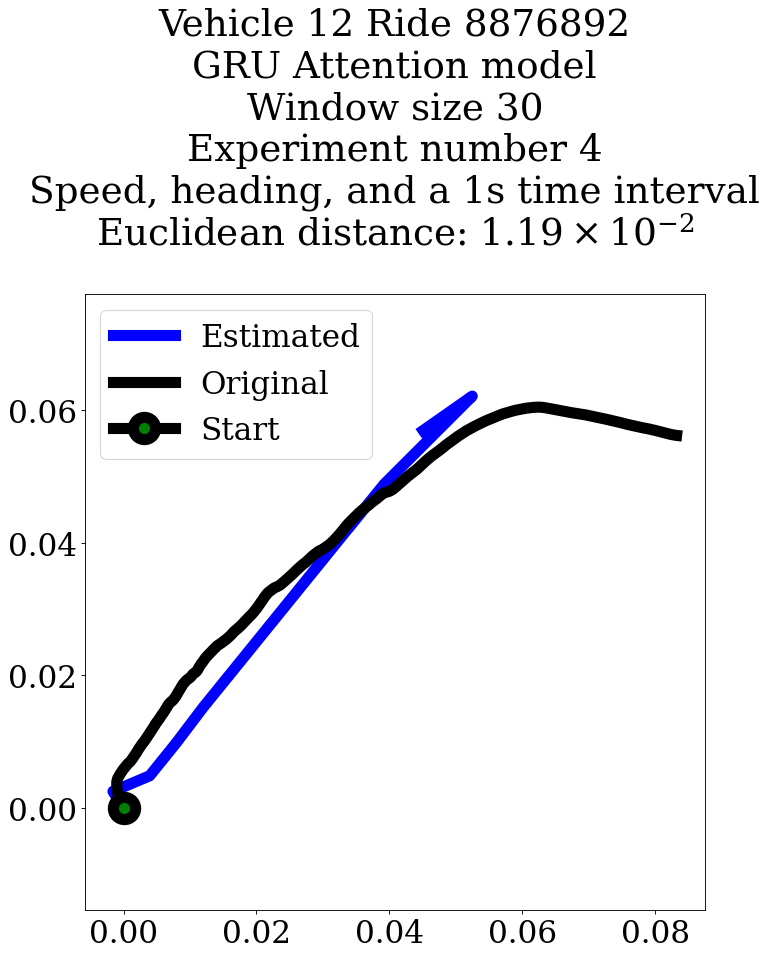 Vehicle 12 Ride 8876892
GRU Attention model
Window size 30
Experiment number 4
Speed, heading, and a 1s time interval
Euclidean distance: 1.19 × 10⁻²
Estimated
Original
Start
0.06
0.04
0.02
0.00
0.00 0.02 0.04 0.06 0.08